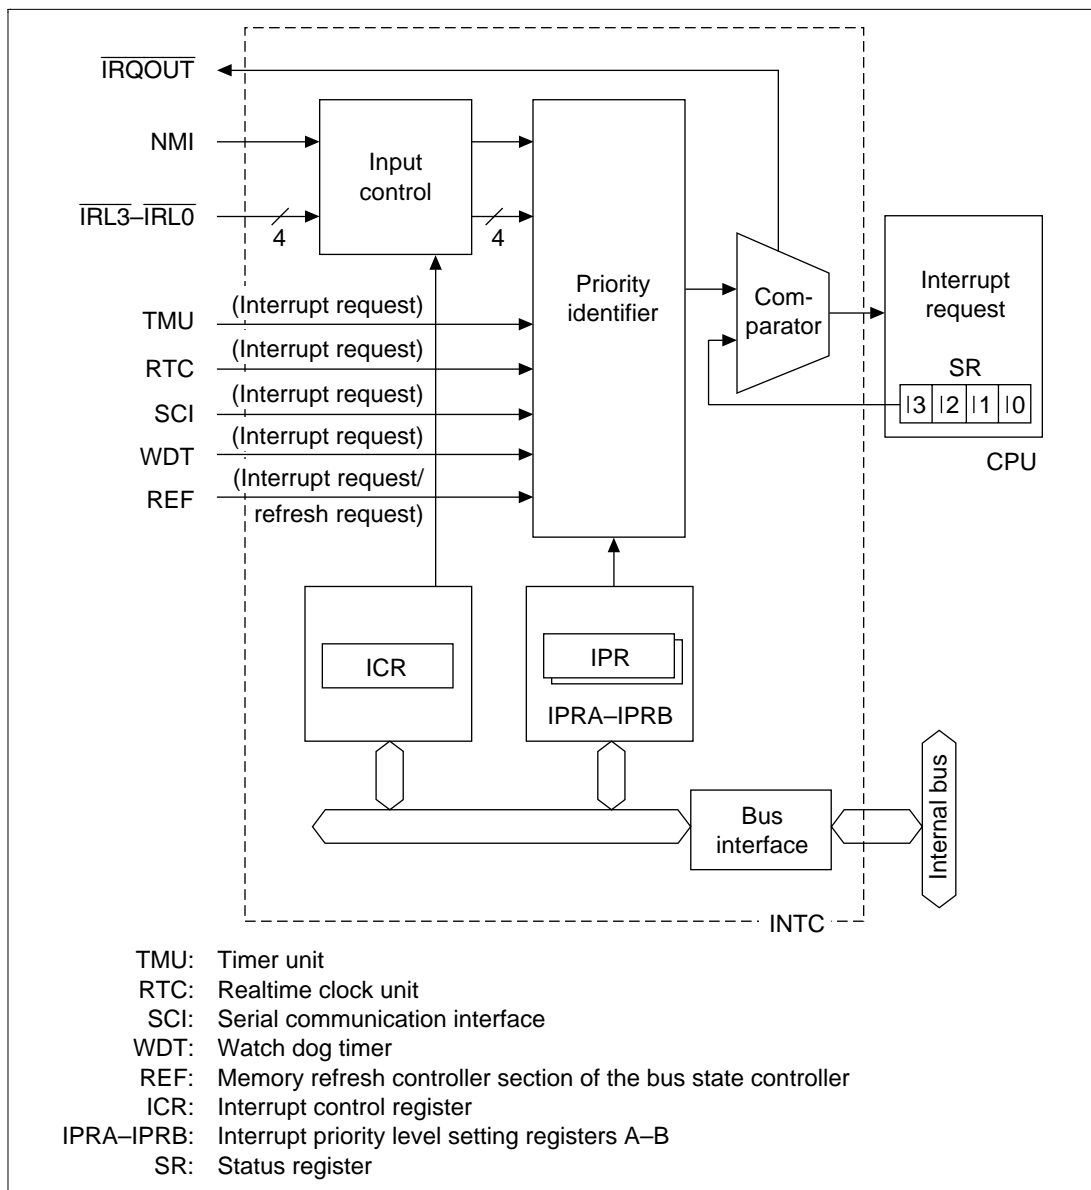 IRQOUT
NMI
Input
control
IRL3–IRL0
4
4
Priority
identifier
Com-
parator
Interrupt
request
SR
I3 I2 I1 I0
CPU
TMU
(Interrupt request)
RTC
(Interrupt request)
SCI
(Interrupt request)
WDT
(Interrupt request)
REF
(Interrupt request/
refresh request)
ICR
IPR
IPRA–IPRB
Bus
interface
Internal bus
INTC
TMU: Timer unit
RTC: Realtime clock unit
SCI: Serial communication interface
WDT: Watch dog timer
REF: Memory refresh controller section of the bus state controller
ICR: Interrupt control register
IPRA–IPRB: Interrupt priority level setting registers A–B
SR: Status register